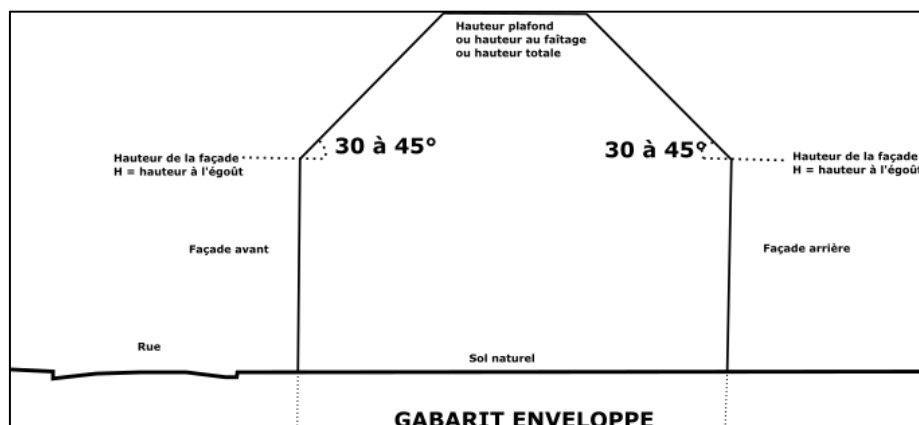 Hauteur plafond
ou hauteur au faîtage
ou hauteur totale
30 à 45°
30 à 45°
Hauteur de la façade
H = hauteur à l'égoût
Hauteur de la façade
H = hauteur à l'égoût
Façade avant
Façade arrière
Rue
Sol naturel
GABARIT ENVELOPPE